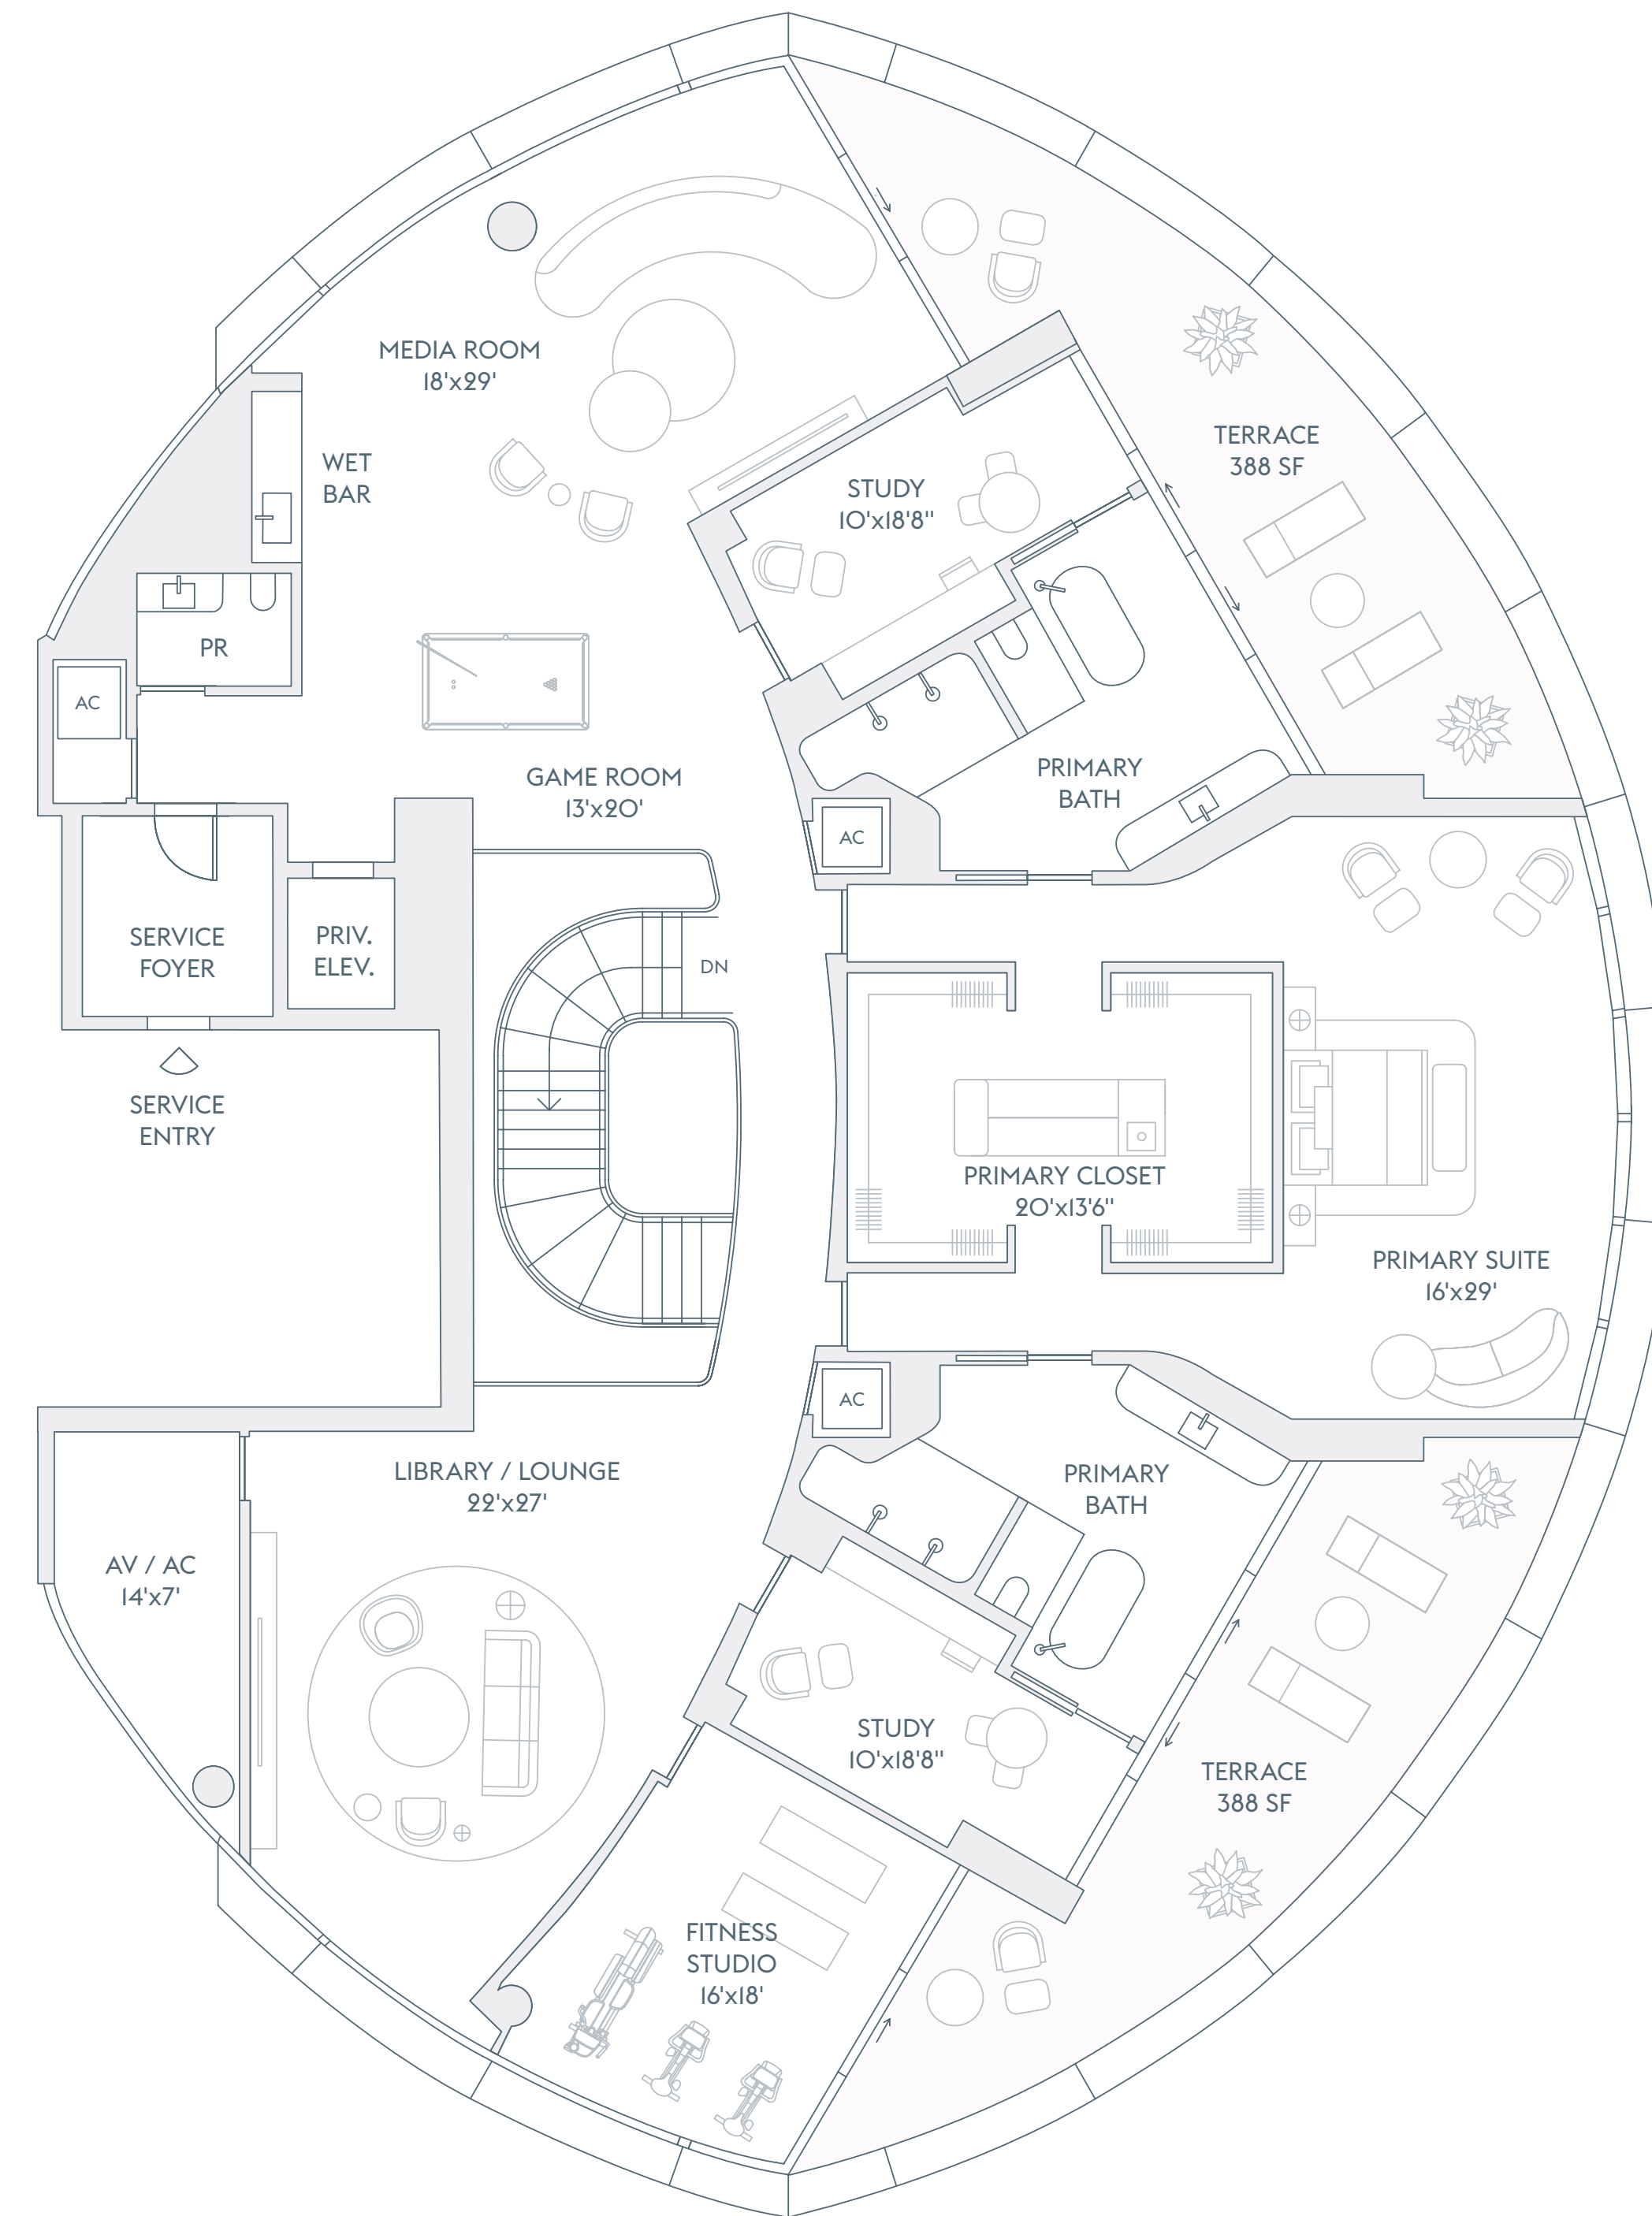 MEDIA ROOM
18'x29'
WET
BAR
TERRACE
388 SF
STUDY
10'x18'8"
PR
AC
GAME ROOM
13'x20'
PRIMARY
BATH
AC
SERVICE
FOYER
PRIV.
ELEV.
DN
SERVICE
ENTRY
PRIMARY CLOSET
20'x13'6"
PRIMARY SUITE
16'x29'
AC
LIBRARY / LOUNGE
22'x27'
PRIMARY
BATH
AV / AC
14'x7'
STUDY
10'x18'8"
TERRACE
388 SF
FITNESS
STUDIO
16'x18'